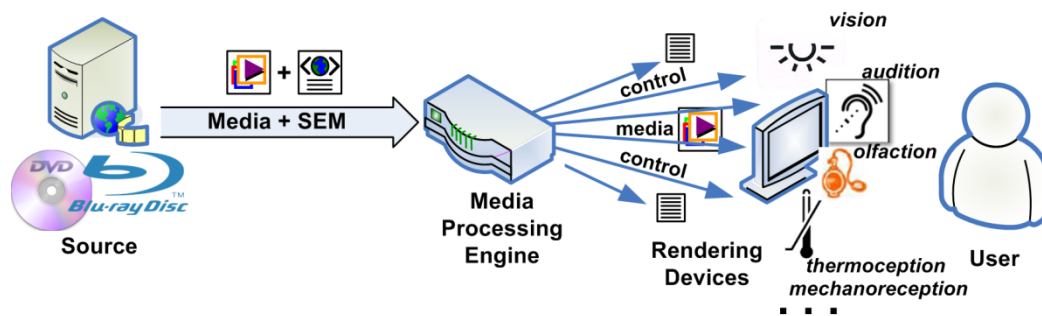 vision
audition
control
Media + SEM
media
olfaction
control
DVD
Blu-ray Disc
TM
Source
Media
Processing
Engine
Rendering
Devices
User
thermoception
mechanoreception
...